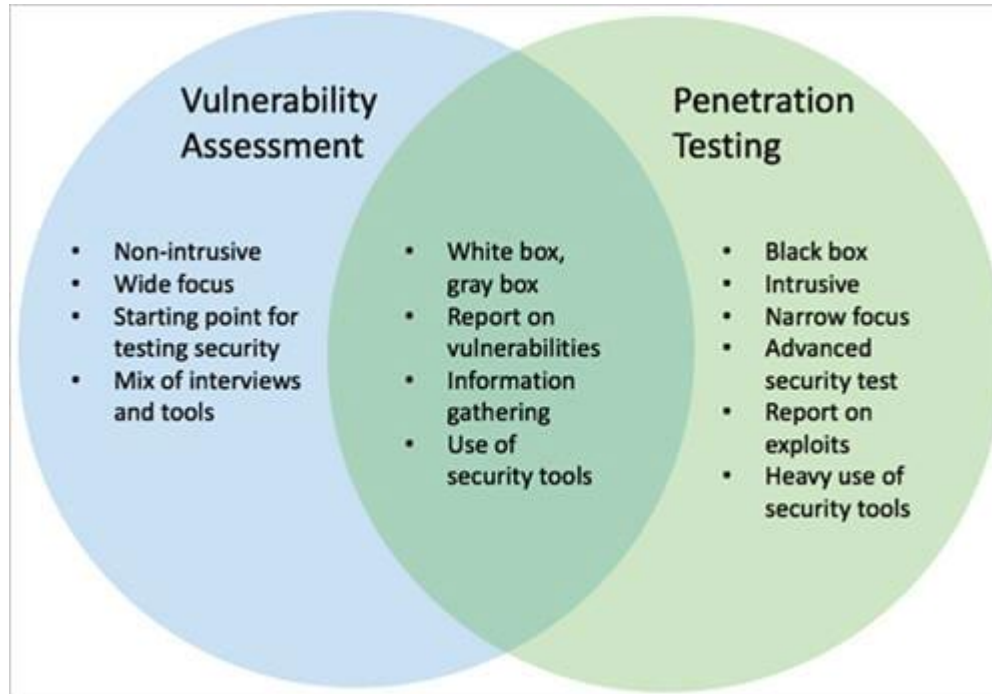 Vulnerability
Assessment
• Non-intrusive
• Wide focus
• Starting point for
testing security
• Mix of interviews
and tools
• White box,
gray box
• Report on
vulnerabilities
• Information
gathering
• Use of
security tools
Penetration
Testing
• Black box
• Intrusive
• Narrow focus
• Advanced
security test
• Report on
exploits
• Heavy use of
security tools